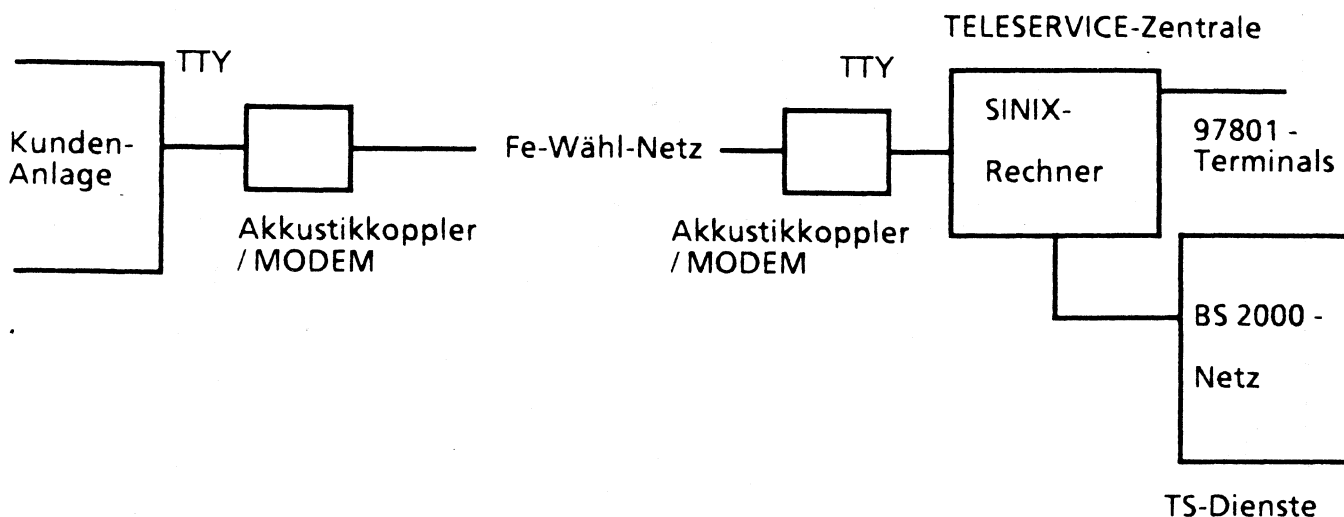 TELESERVICE-Zentrale
TTY
TTY
Kunden-
Anlage
Akkustikkoppler
/ MODEM
Fe-Wähl-Netz
Akkustikkoppler
/ MODEM
SINIX-
Rechner
97801 -
Terminals
BS 2000 -
Netz
TS-Dienste